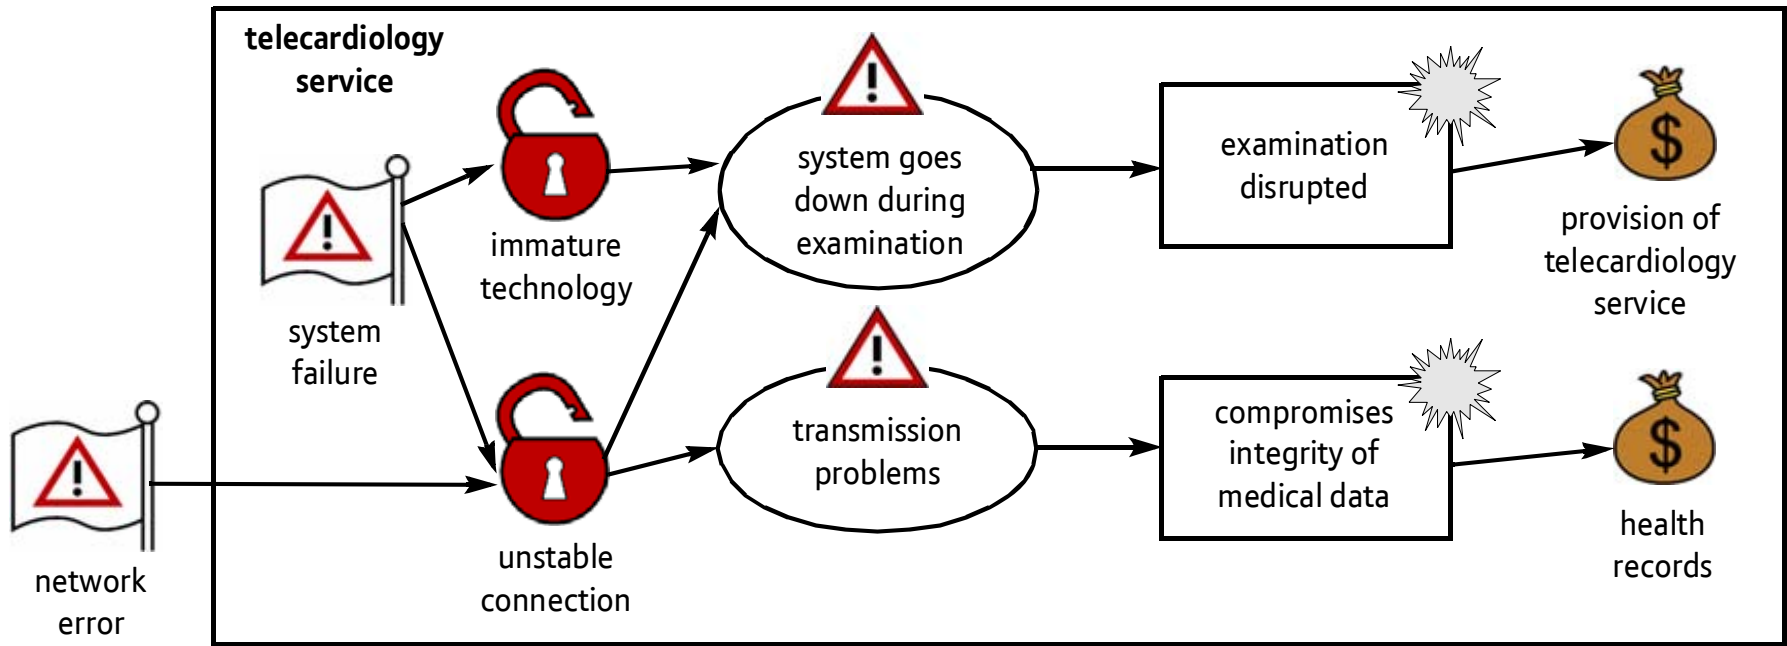 telecardiology
service
system
failure
network
error
immature
technology
unstable
connection
system goes
down during
examination
transmission
problems
examination
disrupted
compromises
integrity of
medical data
$
provision of
telecardiology
service
$
health
records